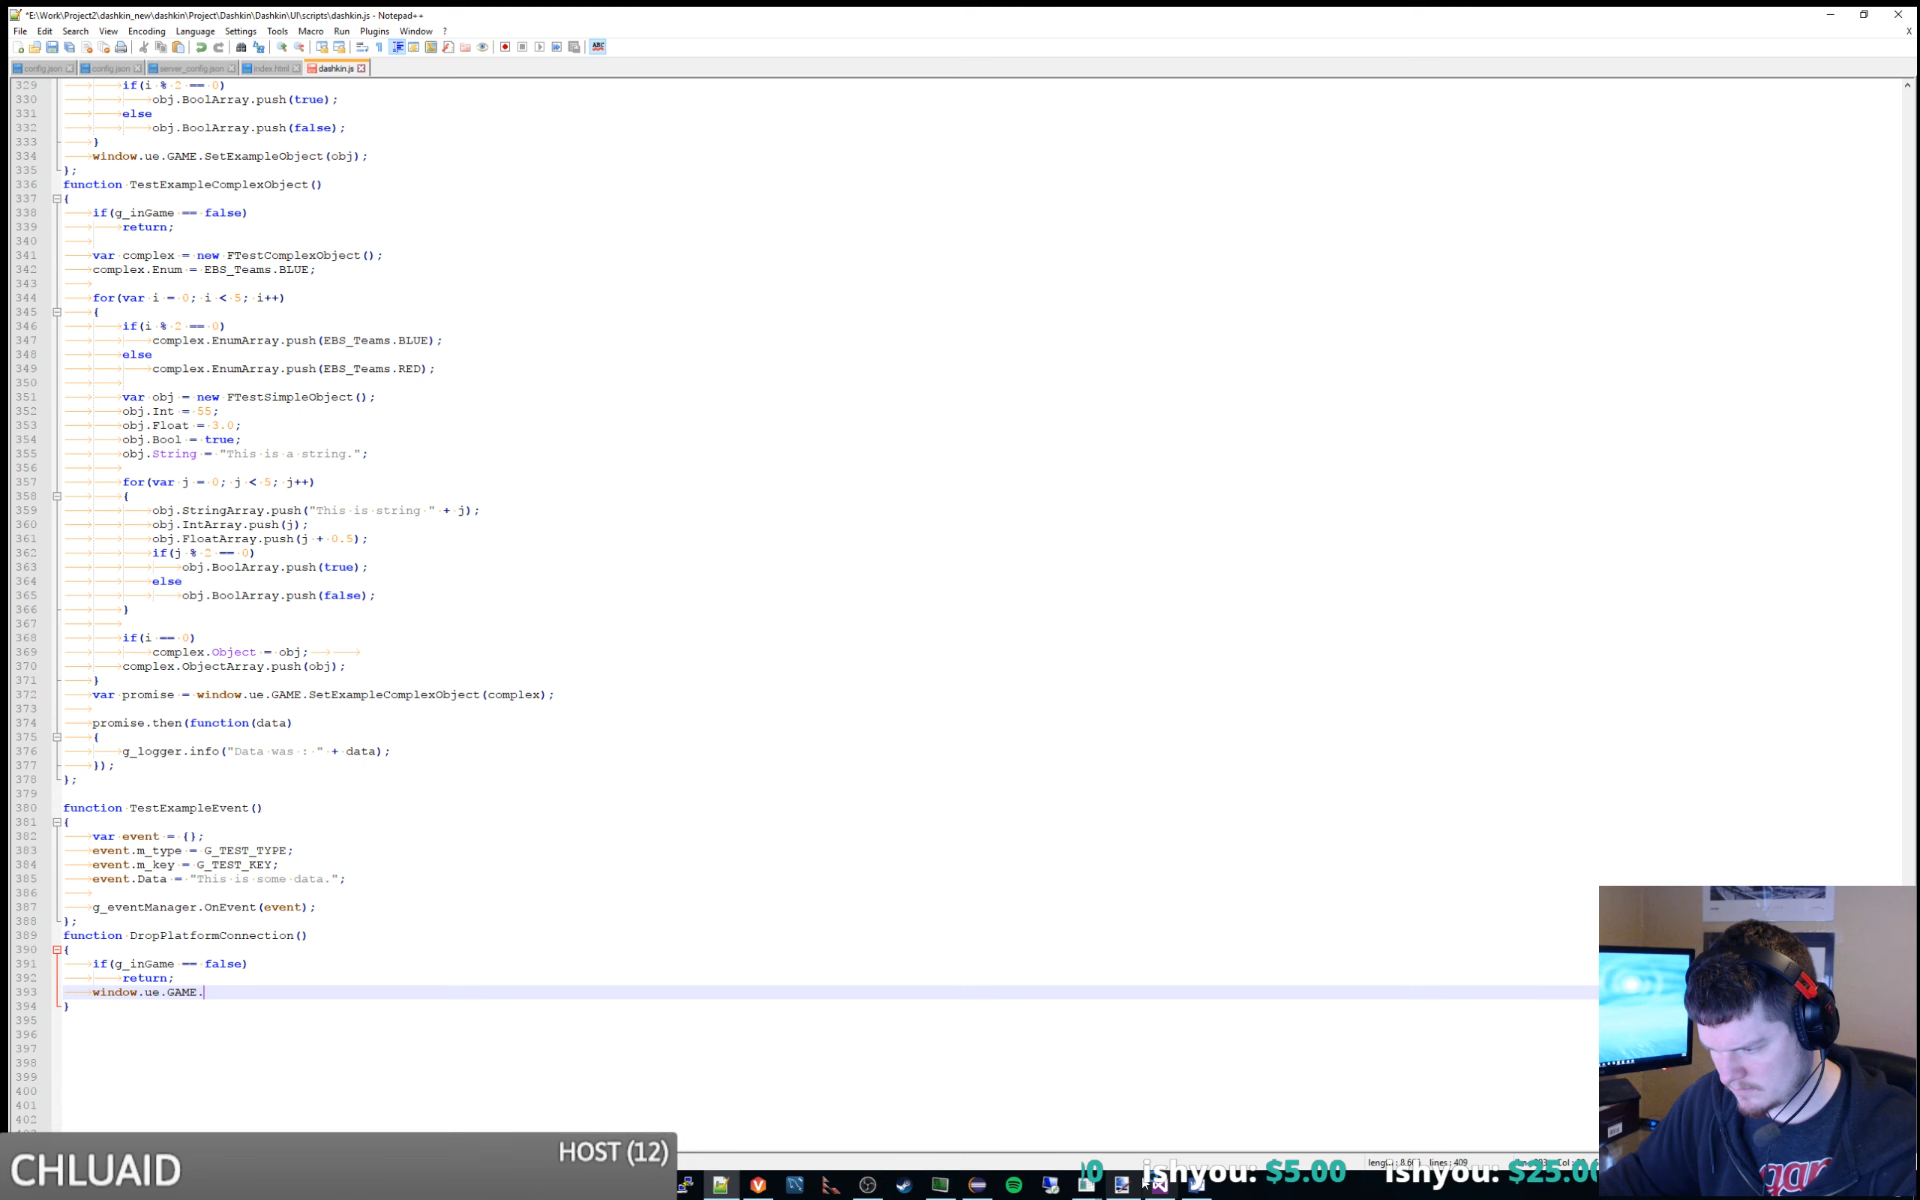 *E:\Work\Project2\dashkin_new\dashkin\Project\Dashkin\Dashkin\UI\scripts\dashkin.js - Notepad++
File Edit Search View Encoding Language Settings Tools Macro Run Plugins Window ? X
config.json config.json server_config.json index.html dashkin.js
329 if(i % 2 == 0)
330 obj.BoolArray.push(true);
331 else
332 obj.BoolArray.push(false);
333 }
334 window.ue.GAME.SetExampleObject(obj);
335 };
336 function TestExampleComplexObject()
337 {
338 if(g_inGame == false)
339 return;
340
341 var complex = new FTestComplexObject();
342 complex.Enum = EBS_Teams.BLUE;
343
344 for(var i = 0; i < 5; i++)
345 {
346 if(i % 2 == 0)
347 complex.EnumArray.push(EBS_Teams.BLUE);
348 else
349 complex.EnumArray.push(EBS_Teams.RED);
350
351 var obj = new FTestSimpleObject();
352 obj.Int = 55;
353 obj.Float = 3.0;
354 obj.Bool = true;
355 obj.String = "This is a string.";
356
357 for(var j = 0; j < 5; j++)
358 {
359 obj.StringArray.push("This is string " + j);
360 obj.IntArray.push(j);
361 obj.FloatArray.push(j + 0.5);
362 if(j % 2 == 0)
363 obj.BoolArray.push(true);
364 else
365 obj.BoolArray.push(false);
366 }
367
368 if(i == 0)
369 complex.Object = obj;
370 complex.ObjectArray.push(obj);
371 }
372 var promise = window.ue.GAME.SetExampleComplexObject(complex);
373
374 promise.then(function(data)
375 {
376 g_logger.info("Data was : " + data);
377 });
378 };
379
380 function TestExampleEvent()
381 {
382 var event = {};
383 event.m_type = G_TEST_TYPE;
384 event.m_key = G_TEST_KEY;
385 event.Data = "This is some data.";
386
387 g_eventManager.OnEvent(event);
388 };
389 function DropPlatformConnection()
390 {
391 if(g_inGame == false)
392 return;
393 window.ue.GAME.
394 }
395
396
397
398
399
400
401
402
CHLUAID
HOST (12)
ishyou: $5.00 ishyou: $25.00
lines: 409